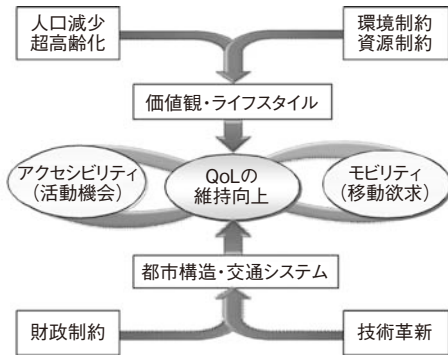 人口減少
超高齢化
環境制約
資源制約
価値観・ライフスタイル
アクセシビリティ
(活動機会)
QoLの
維持向上
モビリティ
(移動欲求)
都市構造・交通システム
財政制約
技術革新